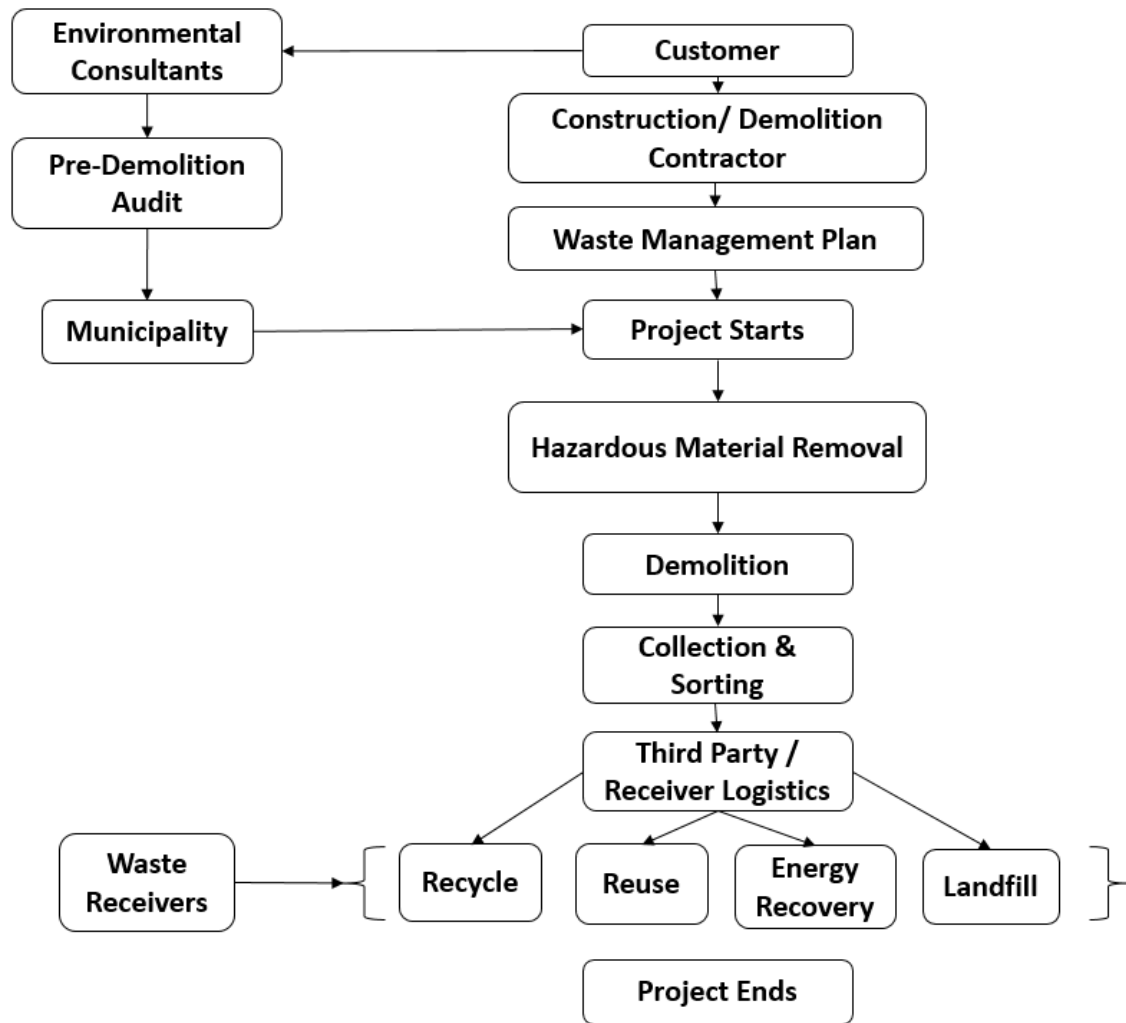 Environmental
Consultants
Customer
Construction/ Demolition
Contractor
Pre-Demolition
Audit
Waste Management Plan
Municipality
Project Starts
Hazardous Material Removal
Demolition
Collection &
Sorting
Third Party /
Receiver Logistics
Waste
Receivers
Recycle
Reuse
Energy
Recovery
Landfill
Project Ends